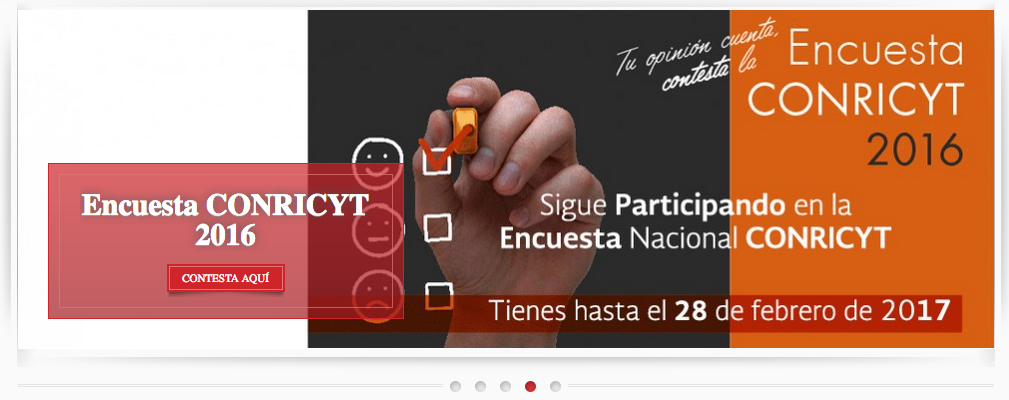 Tu opinión cuenta,
contesta la
Encuesta
CONRICYT
2016
Sigue Participando en la
Encuesta Nacional CONRICYT
Tienes hasta el 28 de febrero de 2017
Encuesta CONRICYT
2016
CONTESTA AQUÍ